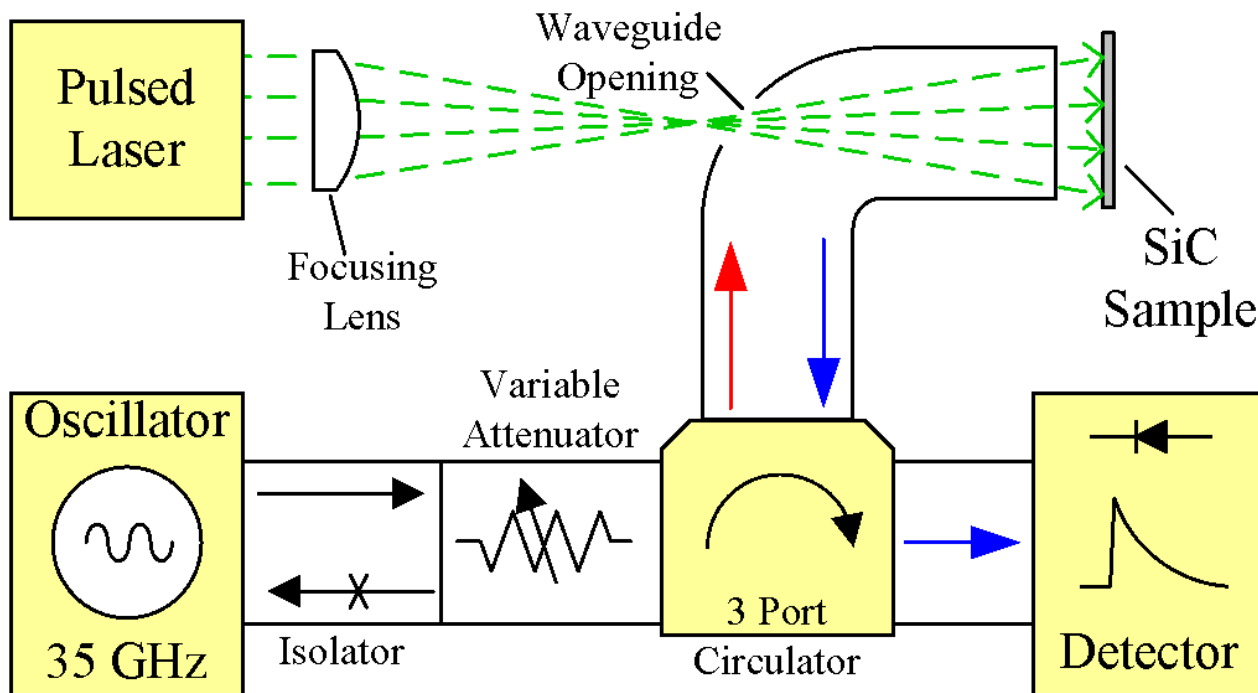 Pulsed
Laser
Waveguide
Opening
Focusing
Lens
SiC
Sample
Oscillator
35 GHz
Isolator
Variable
Attenuator
3 Port
Circulator
Detector